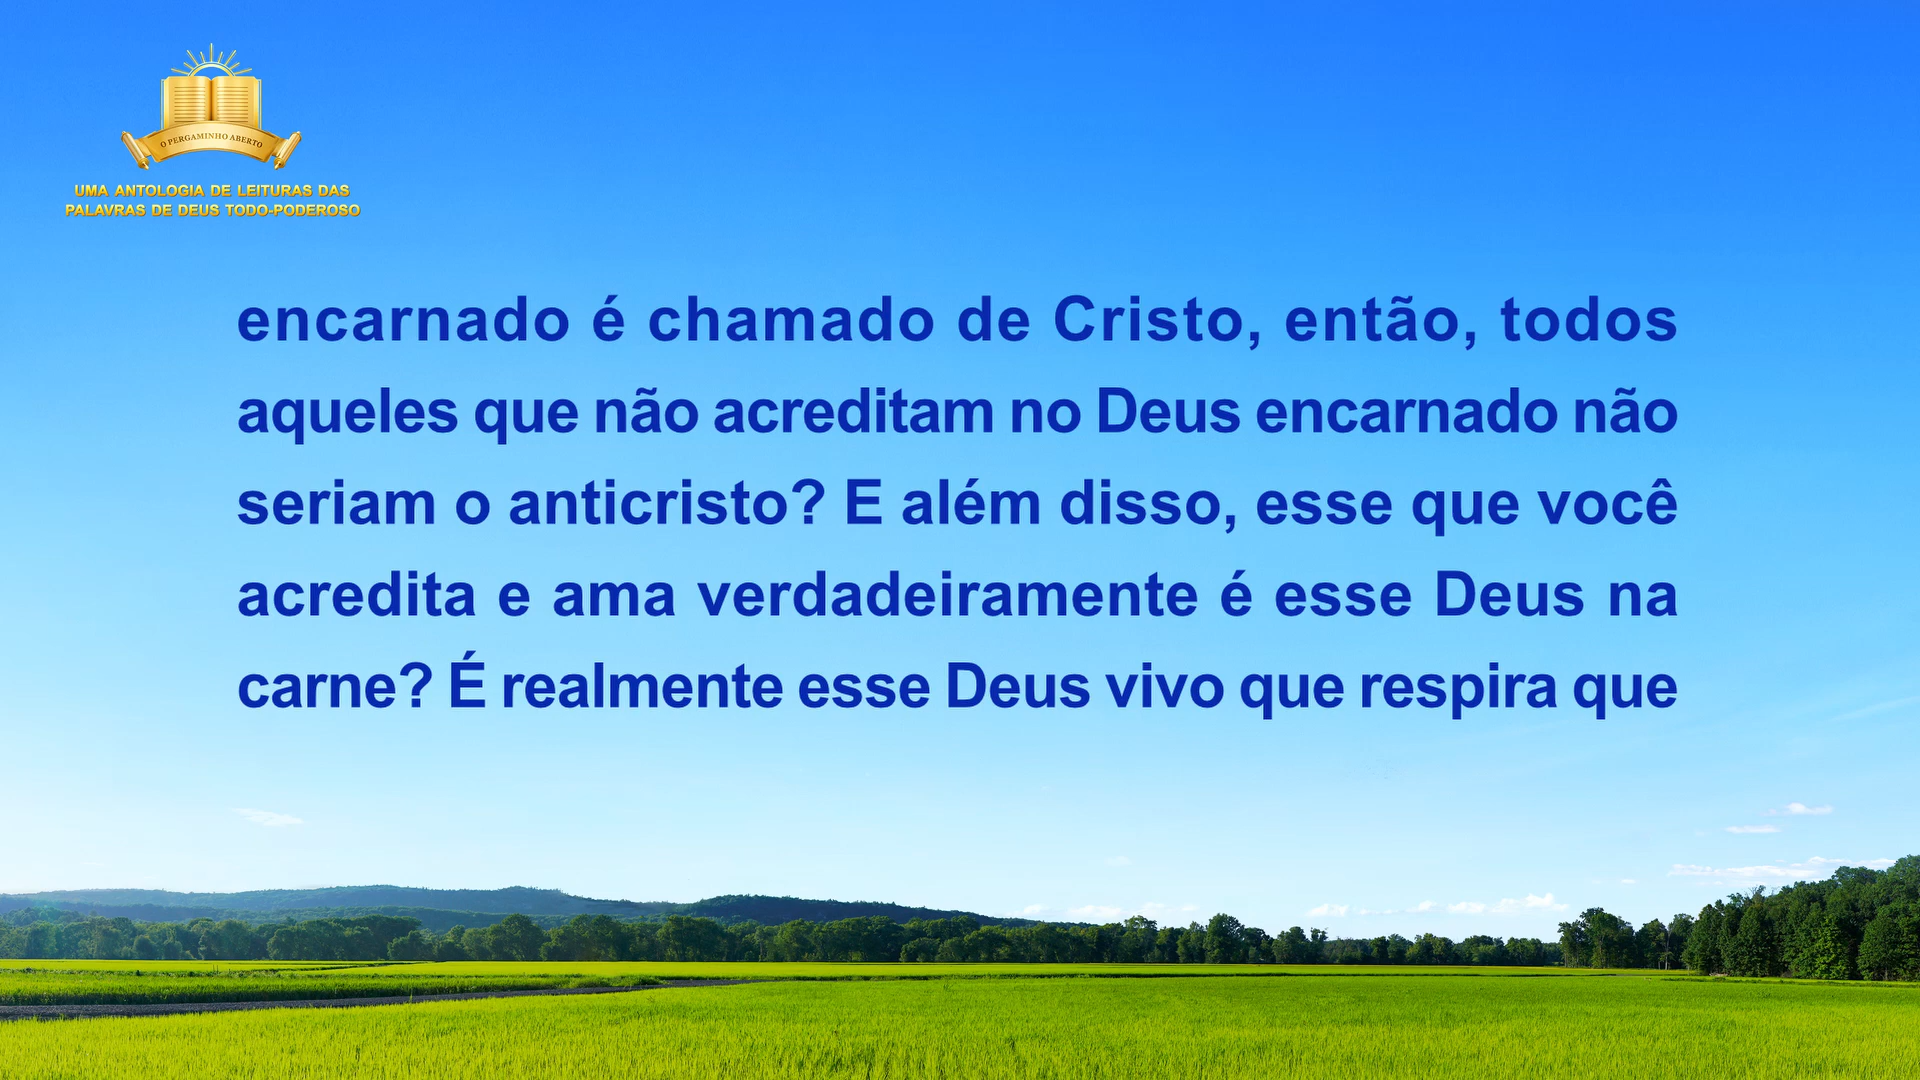 O PERGAMINHO ABERTO
UMA ANTOLOGIA DE LEITURAS DAS
PALAVRAS DE DEUS TODO-PODEROSO
encarnado é chamado de Cristo, então, todos
aqueles que não acreditam no Deus encarnado não
seriam o anticristo? E além disso, esse que você
acredita e ama verdadeiramente é esse Deus na
carne? É realmente esse Deus vivo que respira que